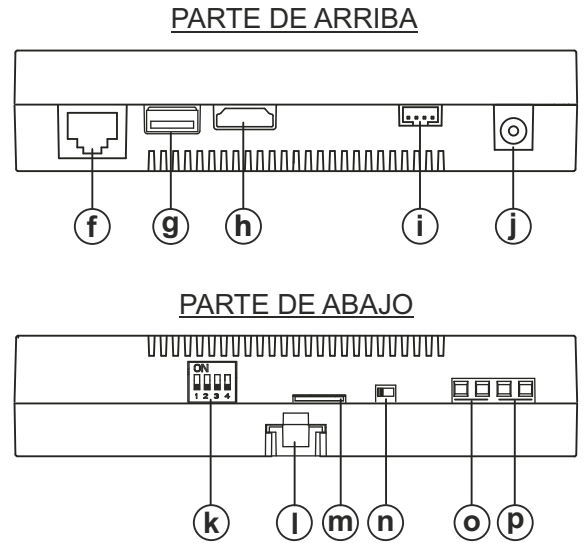 PARTE DE ARRIBA
f g h i j
PARTE DE ABAJO
ON
1 2 3 4
k l m n o p